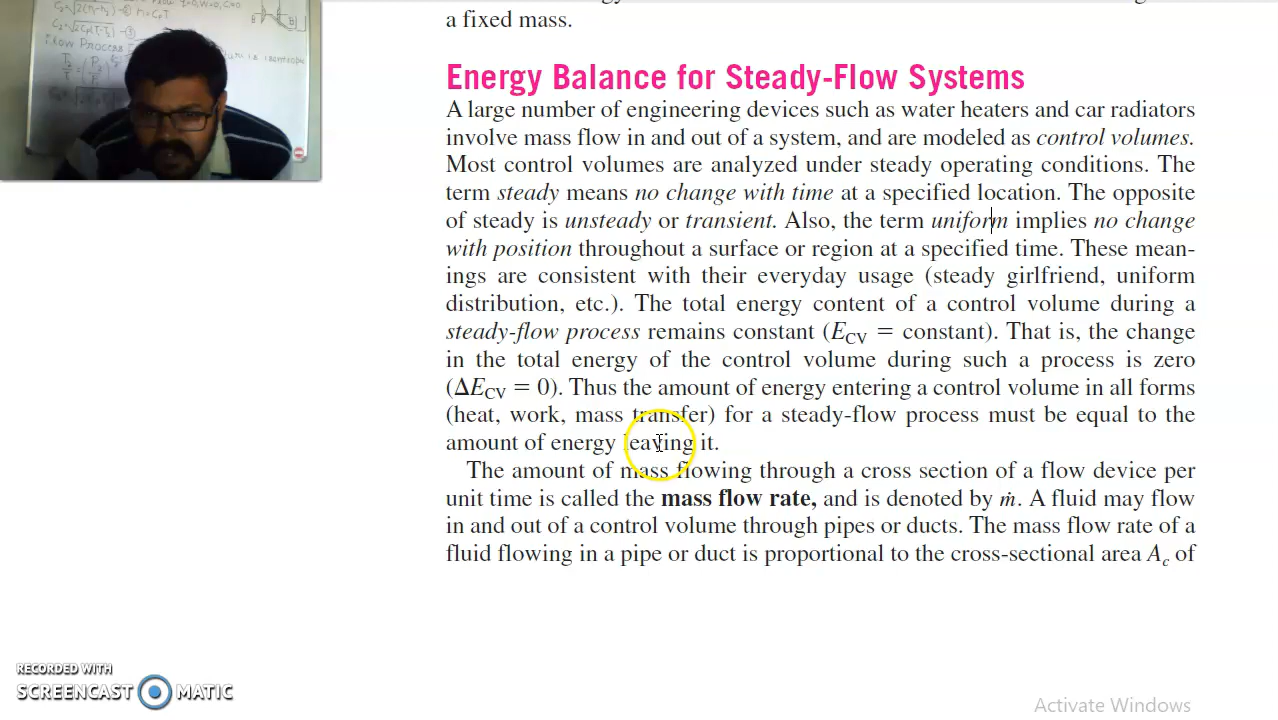 a fixed mass.
Energy Balance for Steady-Flow Systems
A large number of engineering devices such as water heaters and car radiators
involve mass flow in and out of a system, and are modeled as control volumes.
Most control volumes are analyzed under steady operating conditions. The
term steady means no change with time at a specified location. The opposite
of steady is unsteady or transient. Also, the term uniform implies no change
with position throughout a surface or region at a specified time. These mean-
ings are consistent with their everyday usage (steady girlfriend, uniform
distribution, etc.). The total energy content of a control volume during a
steady-flow process remains constant (ECV = constant). That is, the change
in the total energy of the control volume during such a process is zero
(ΔECV = 0). Thus the amount of energy entering a control volume in all forms
(heat, work, mass transfer) for a steady-flow process must be equal to the
amount of energy leaving it.
The amount of mass flowing through a cross section of a flow device per
unit time is called the mass flow rate, and is denoted by ṁ. A fluid may flow
in and out of a control volume through pipes or ducts. The mass flow rate of a
fluid flowing in a pipe or duct is proportional to the cross-sectional area Ac of
RECORDED WITH
SCREENCAST MATIC
Activate Windows